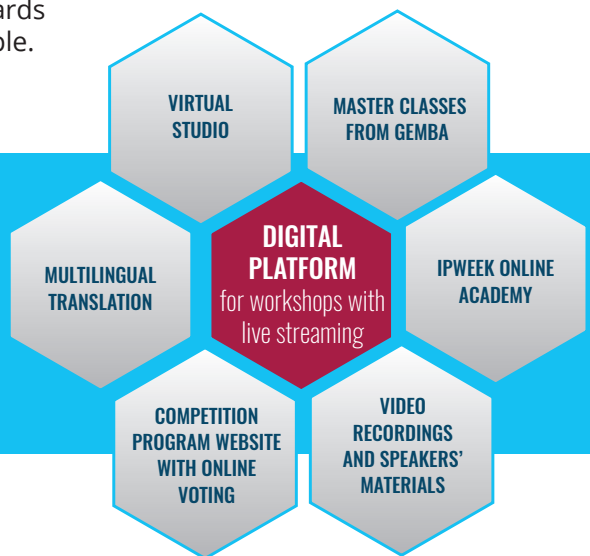 ards
ble.
VIRTUAL
STUDIO
MASTER CLASSES
FROM GEMBA
MULTILINGUAL
TRANSLATION
DIGITAL
PLATFORM
for workshops with
live streaming
IPWEEK ONLINE
ACADEMY
COMPETITION
PROGRAM WEBSITE
WITH ONLINE
VOTING
VIDEO
RECORDINGS
AND SPEAKERS’
MATERIALS